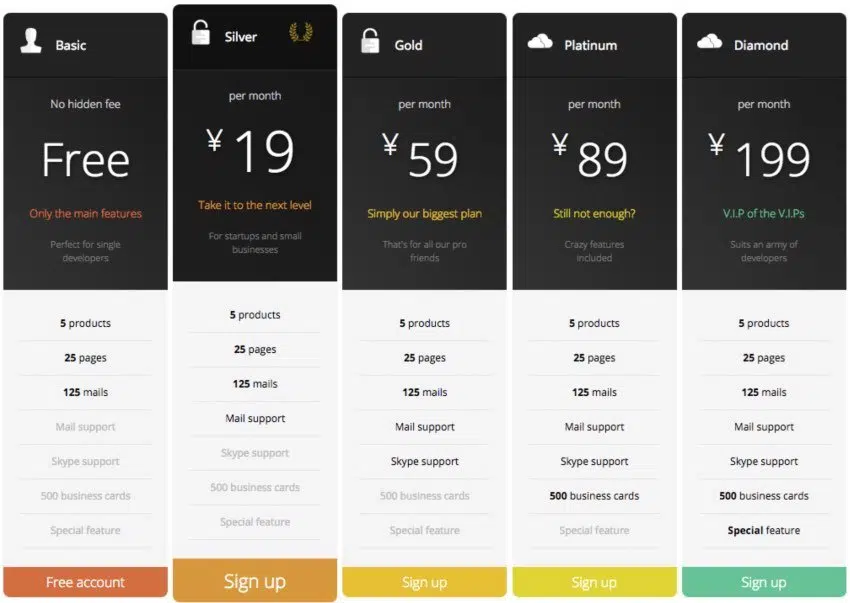 Basic
No hidden fee
Free
Only the main features
Perfect for single
developers
5 products
25 pages
125 mails
Mail support
Skype support
500 business cards
Special feature
Free account
Silver
per month
¥ 19
Take it to the next level
For startups and small
businesses
5 products
25 pages
125 mails
Mail support
Skype support
500 business cards
Special feature
Sign up
Gold
per month
¥ 59
Simply our biggest plan
That's for all our pro
friends
5 products
25 pages
125 mails
Mail support
Skype support
500 business cards
Special feature
Sign up
Platinum
per month
¥ 89
Still not enough?
Crazy features
included
5 products
25 pages
125 mails
Mail support
Skype support
500 business cards
Special feature
Sign up
Diamond
per month
¥ 199
V.I.P of the V.I.Ps
Suits an army of
developers
5 products
25 pages
125 mails
Mail support
Skype support
500 business cards
Special feature
Sign up